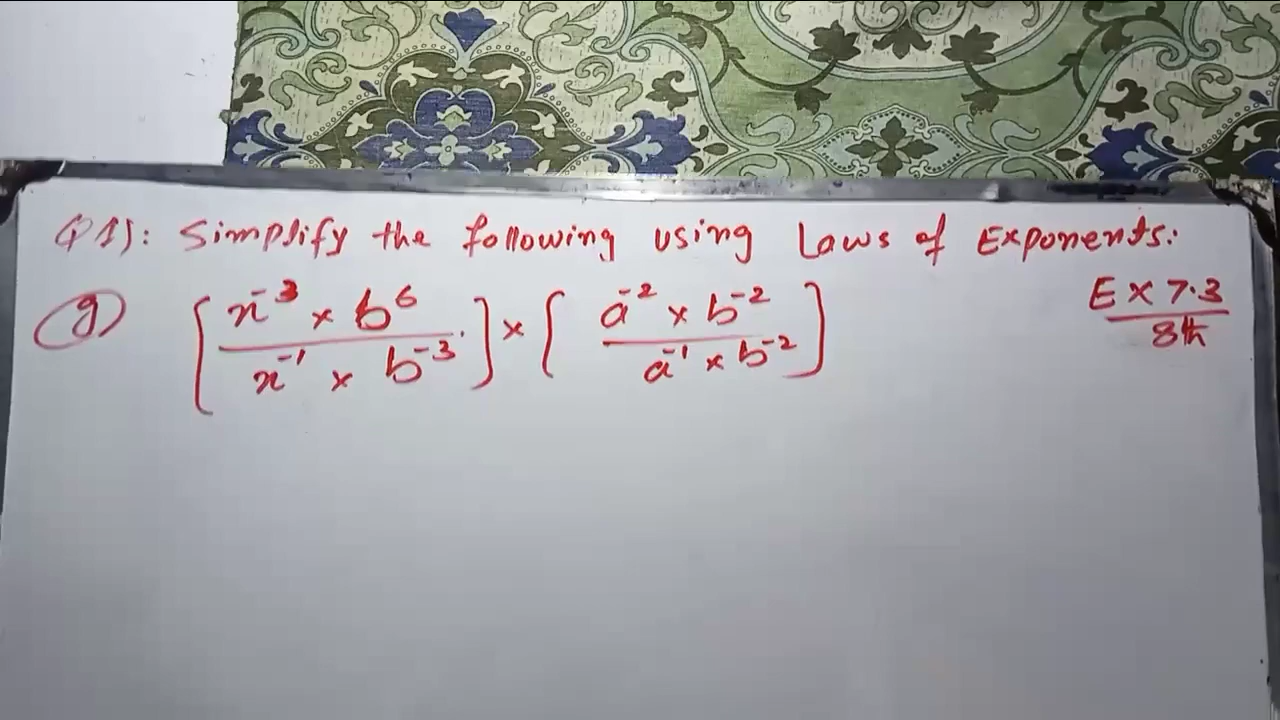 Q1): Simplify the following using Laws of Exponents:
g) [x⁻³ × b⁶ / x⁻¹ × b⁻³] × [a⁻² × b⁻² / a⁻¹ × b⁻²]
Ex 7.3
8th